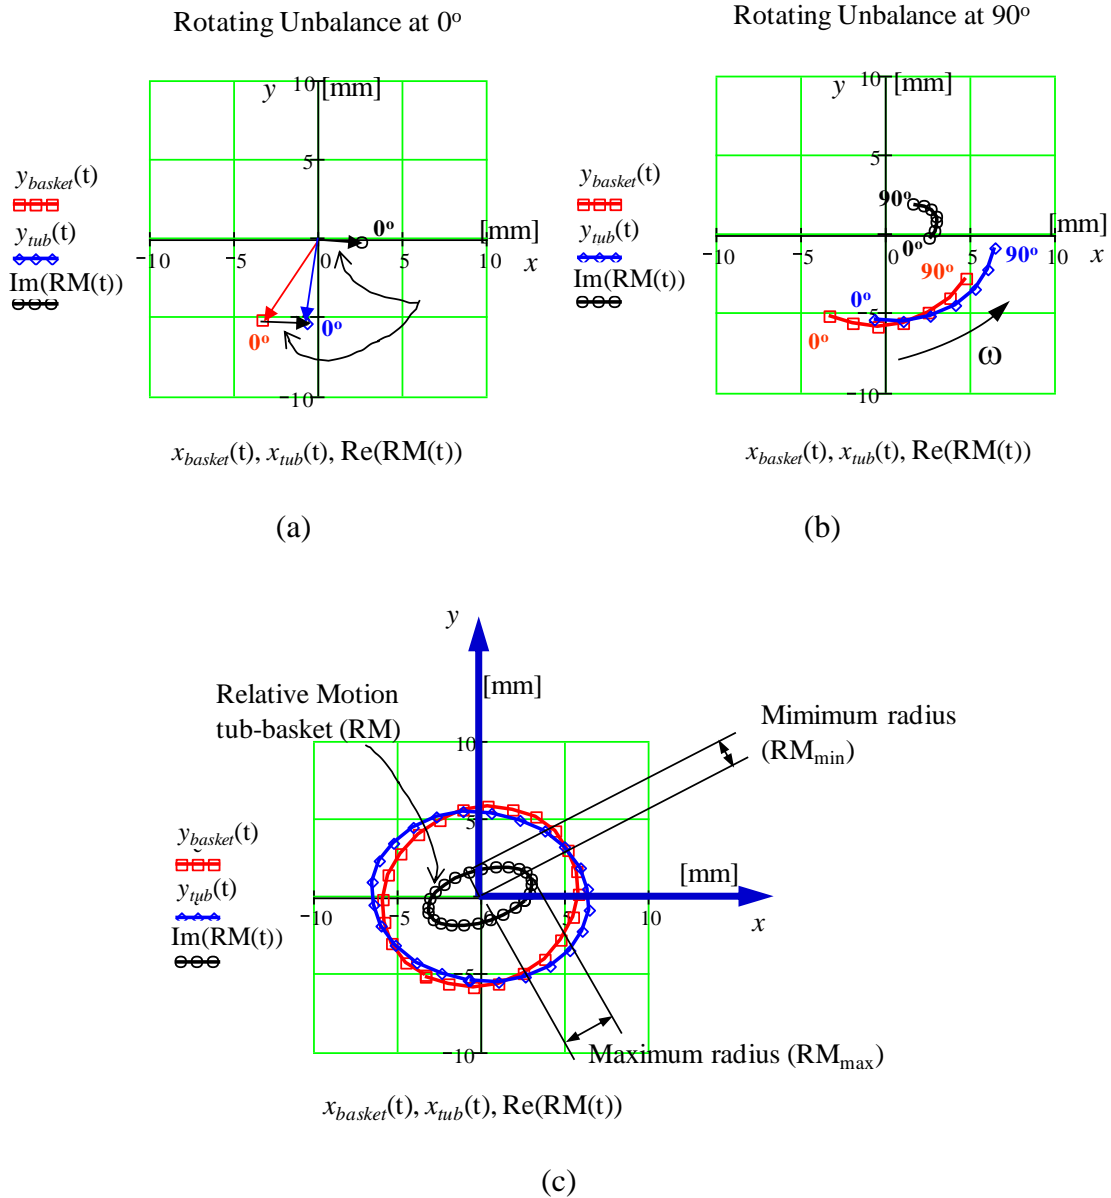 Rotating Unbalance at 0º
Rotating Unbalance at 90º
10
y
[mm]
5
y_basket(t)
y_tub(t)
Im(RM(t))
0º
[mm]
−10
−5
0
5
10
x
0º
0º
−10
x_basket(t), x_tub(t), Re(RM(t))
(a)
10
y
[mm]
5
y_basket(t)
y_tub(t)
Im(RM(t))
90º
0º
[mm]
−10
−5
0
5
10
x
90º
90º
0º
0º
−5
ω
−10
x_basket(t), x_tub(t), Re(RM(t))
(b)
y
[mm]
Relative Motion
tub-basket (RM)
Mimimum radius
(RM_min)
10
5
y_basket(t)
y_tub(t)
Im(RM(t))
[mm]
−10
−5
0
5
10
x
−5
−10
Maximum radius (RM_max)
x_basket(t), x_tub(t), Re(RM(t))
(c)